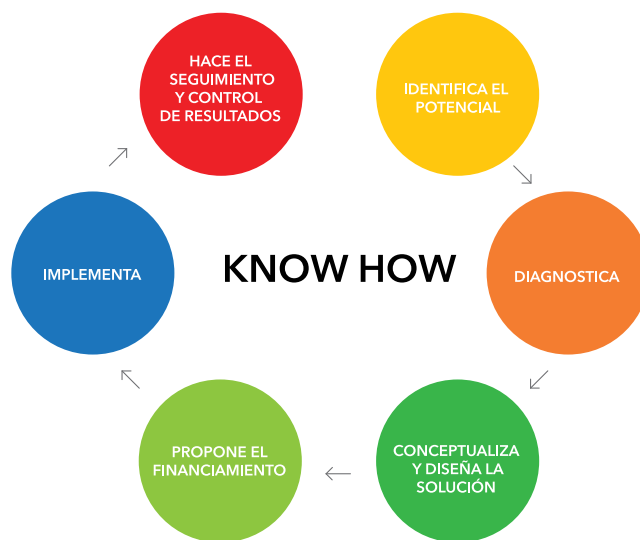 HACE EL
SEGUIMIENTO
Y CONTROL
DE RESULTADOS
IDENTIFICA EL
POTENCIAL
IMPLEMENTA
KNOW HOW
DIAGNOSTICA
PROPONE EL
FINANCIAMIENTO
CONCEPTUALIZA
Y DISEÑA LA
SOLUCIÓN